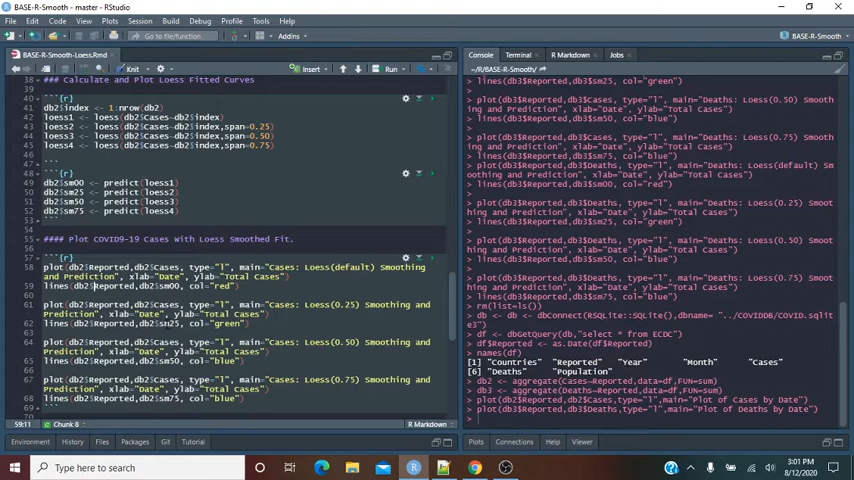 BASE-R-Smooth - master - RStudio
File Edit Code View Plots Session Build Debug Profile Tools Help
Go to file/function
Addins
BASE-R-Smooth
BASE-R-Smooth-Loess.Rmd
Knit
Insert
Run
38 ### Calculate and Plot Loess Fitted Curves
39
40 ```{r}
41 db2$index <- 1:nrow(db2)
42 loess1 <- loess(db2$Cases~db2$index)
43 loess2 <- loess(db2$Cases~db2$index,span=0.25)
44 loess3 <- loess(db2$Cases~db2$index,span=0.50)
45 loess4 <- loess(db2$Cases~db2$index,span=0.75)
46
47 ```
48 ```{r}
49 db2$sm00 <- predict(loess1)
50 db2$sm25 <- predict(loess2)
51 db2$sm50 <- predict(loess3)
52 db2$sm75 <- predict(loess4)
53 ```
54
55 #### Plot COVID9-19 Cases With Loess Smoothed Fit.
56
57 ```{r}
58 plot(db2$Reported,db2$Cases, type="l", main="Cases: Loess(default) Smoothing
and Prediction", xlab="Date", ylab="Total Cases")
59 lines(db2$Reported,db2$sm00, col="red")
60
61 plot(db2$Reported,db2$Cases, type="l", main="Cases: Loess(0.25) Smoothing and
Prediction", xlab="Date", ylab="Total Cases")
62 lines(db2$Reported,db2$sm25, col="green")
63
64 plot(db2$Reported,db2$Cases, type="l", main="Cases: Loess(0.50) Smoothing and
Prediction", xlab="Date", ylab="Total Cases")
65 lines(db2$Reported,db2$sm50, col="blue")
66
67 plot(db2$Reported,db2$Cases, type="l", main="Cases: Loess(0.75) Smoothing and
Prediction", xlab="Date", ylab="Total Cases")
68 lines(db2$Reported,db2$sm75, col="blue")
69 ```
59:11 Chunk 8 R Markdown
Environment History Files Packages Git Tutorial
Console Terminal R Markdown Jobs
~/R/BASE-R-Smooth/
> lines(db3$Reported,db3$sm25, col="green")
>
> plot(db3$Reported,db3$Cases, type="l", main="Deaths: Loess(0.50) Smoothi
ng and Prediction", xlab="Date", ylab="Total Cases")
> lines(db3$Reported,db3$sm50, col="blue")
>
> plot(db3$Reported,db3$Cases, type="l", main="Deaths: Loess(0.75) Smoothi
ng and Prediction", xlab="Date", ylab="Total Cases")
> lines(db3$Reported,db3$sm75, col="blue")
> plot(db3$Reported,db3$Cases, type="l", main="Deaths: Loess(default) Smo
othing and Prediction", xlab="Date", ylab="Total Cases")
> lines(db3$Reported,db3$sm00, col="red")
>
> plot(db3$Reported,db3$Cases, type="l", main="Deaths: Loess(0.25) Smoot
hing and Prediction", xlab="Date", ylab="Total Cases")
> lines(db3$Reported,db3$sm25, col="green")
>
> plot(db3$Reported,db3$Cases, type="l", main="Deaths: Loess(0.50) Smoot
hing and Prediction", xlab="Date", ylab="Total Cases")
> lines(db3$Reported,db3$sm50, col="blue")
>
> plot(db3$Reported,db3$Cases, type="l", main="Deaths: Loess(0.75) Smoot
hing and Prediction", xlab="Date", ylab="Total Cases")
> lines(db3$Reported,db3$sm75, col="blue")
> rm(list=ls())
> db <- db <- dbConnect(RSQLite::SQLite(),dbname= "../COVIDDB/COVID.sqlit
e3")
> df <- dbGetQuery(db,"select * from ECDC")
> df$Reported <- as.Date(df$Reported)
> names(df)
[1] "Countries" "Reported" "Year" "Month" "Cases"
[6] "Deaths" "Population"
> db2 <- aggregate(Cases~Reported,data=df,FUN=sum)
> db3 <- aggregate(Deaths~Reported,data=df,FUN=sum)
> plot(db2$Reported,db2$Cases,type="l",main="Plot of Cases by Date")
> plot(db3$Reported,db3$Deaths,type="l",main="Plot of Deaths by Date")
>
Plots Connections Help Viewer
Type here to search
3:01 PM
8/12/2020